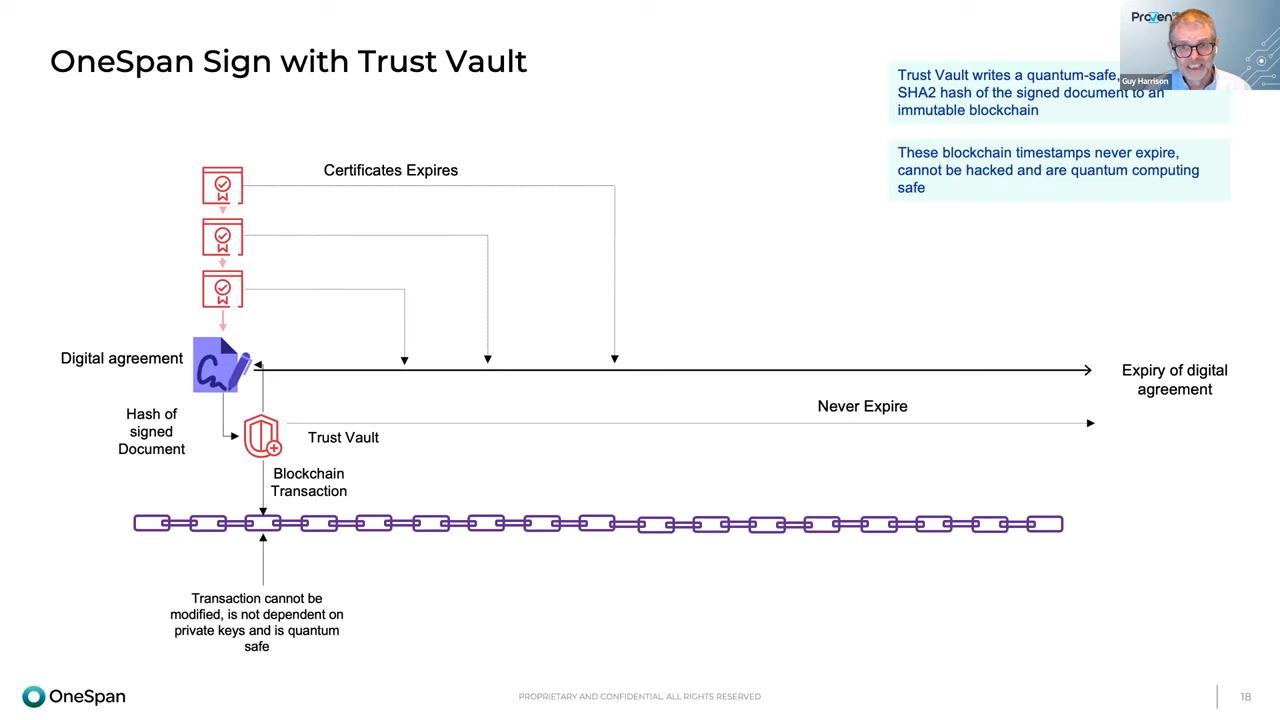 OneSpan Sign with Trust Vault
Proven
Guy Harrison
Trust Vault writes a quantum-safe,
SHA2 hash of the signed document to an
immutable blockchain
These blockchain timestamps never expire,
cannot be hacked and are quantum computing
safe
Certificates Expires
Digital agreement
Expiry of digital
agreement
Hash of
signed
Document
Never Expire
Trust Vault
Blockchain
Transaction
Transaction cannot be
modified, is not dependent on
private keys and is quantum
safe
OneSpan
PROPRIETARY AND CONFIDENTIAL. ALL RIGHTS RESERVED
18